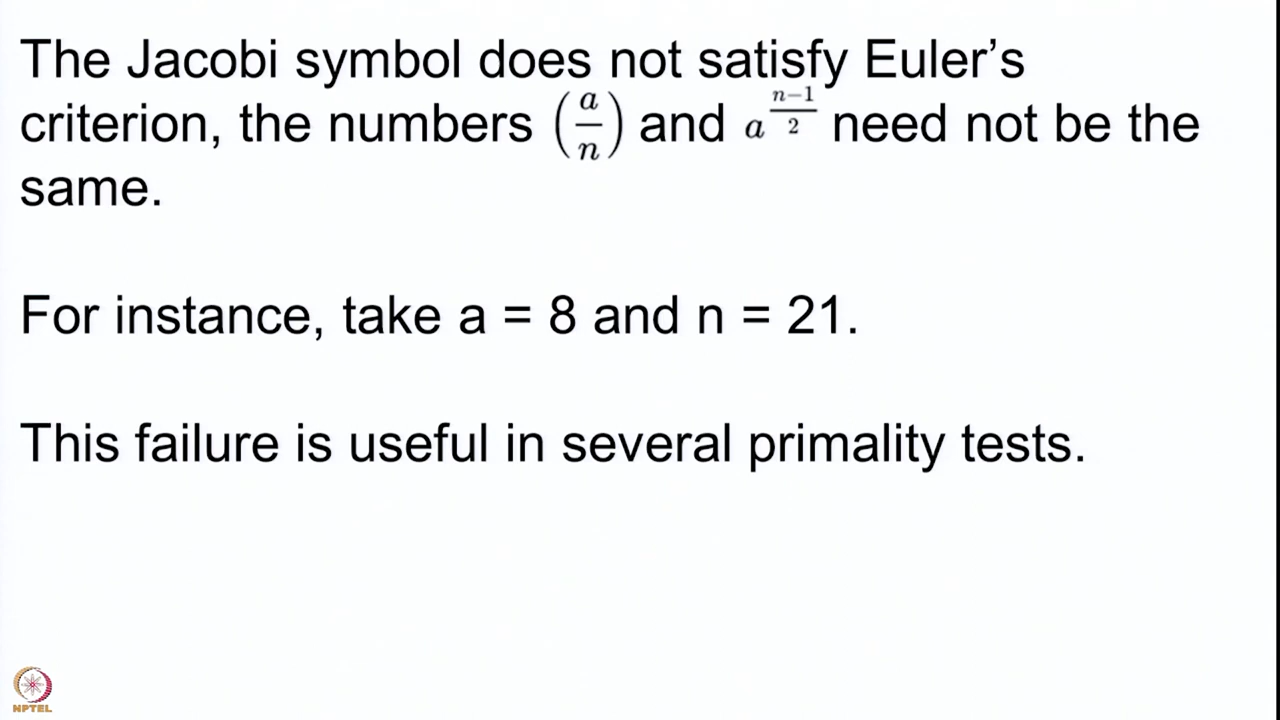 The Jacobi symbol does not satisfy Euler’s
criterion, the numbers $\left(\frac{a}{n}\right)$ and $a^{\frac{n-1}{2}}$ need not be the
same.
For instance, take a = 8 and n = 21.
This failure is useful in several primality tests.
NPTEL